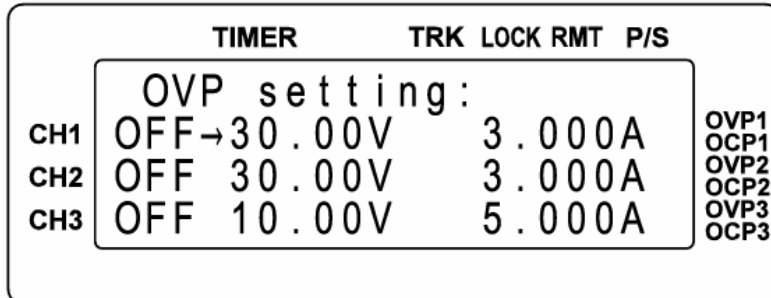 TIMER TRK LOCK RMT P/S
OVP setting:
CH1 OFF→30.00V 3.000A OVP1 OCP1
CH2 OFF 30.00V 3.000A OVP2 OCP2
CH3 OFF 10.00V 5.000A OVP3 OCP3